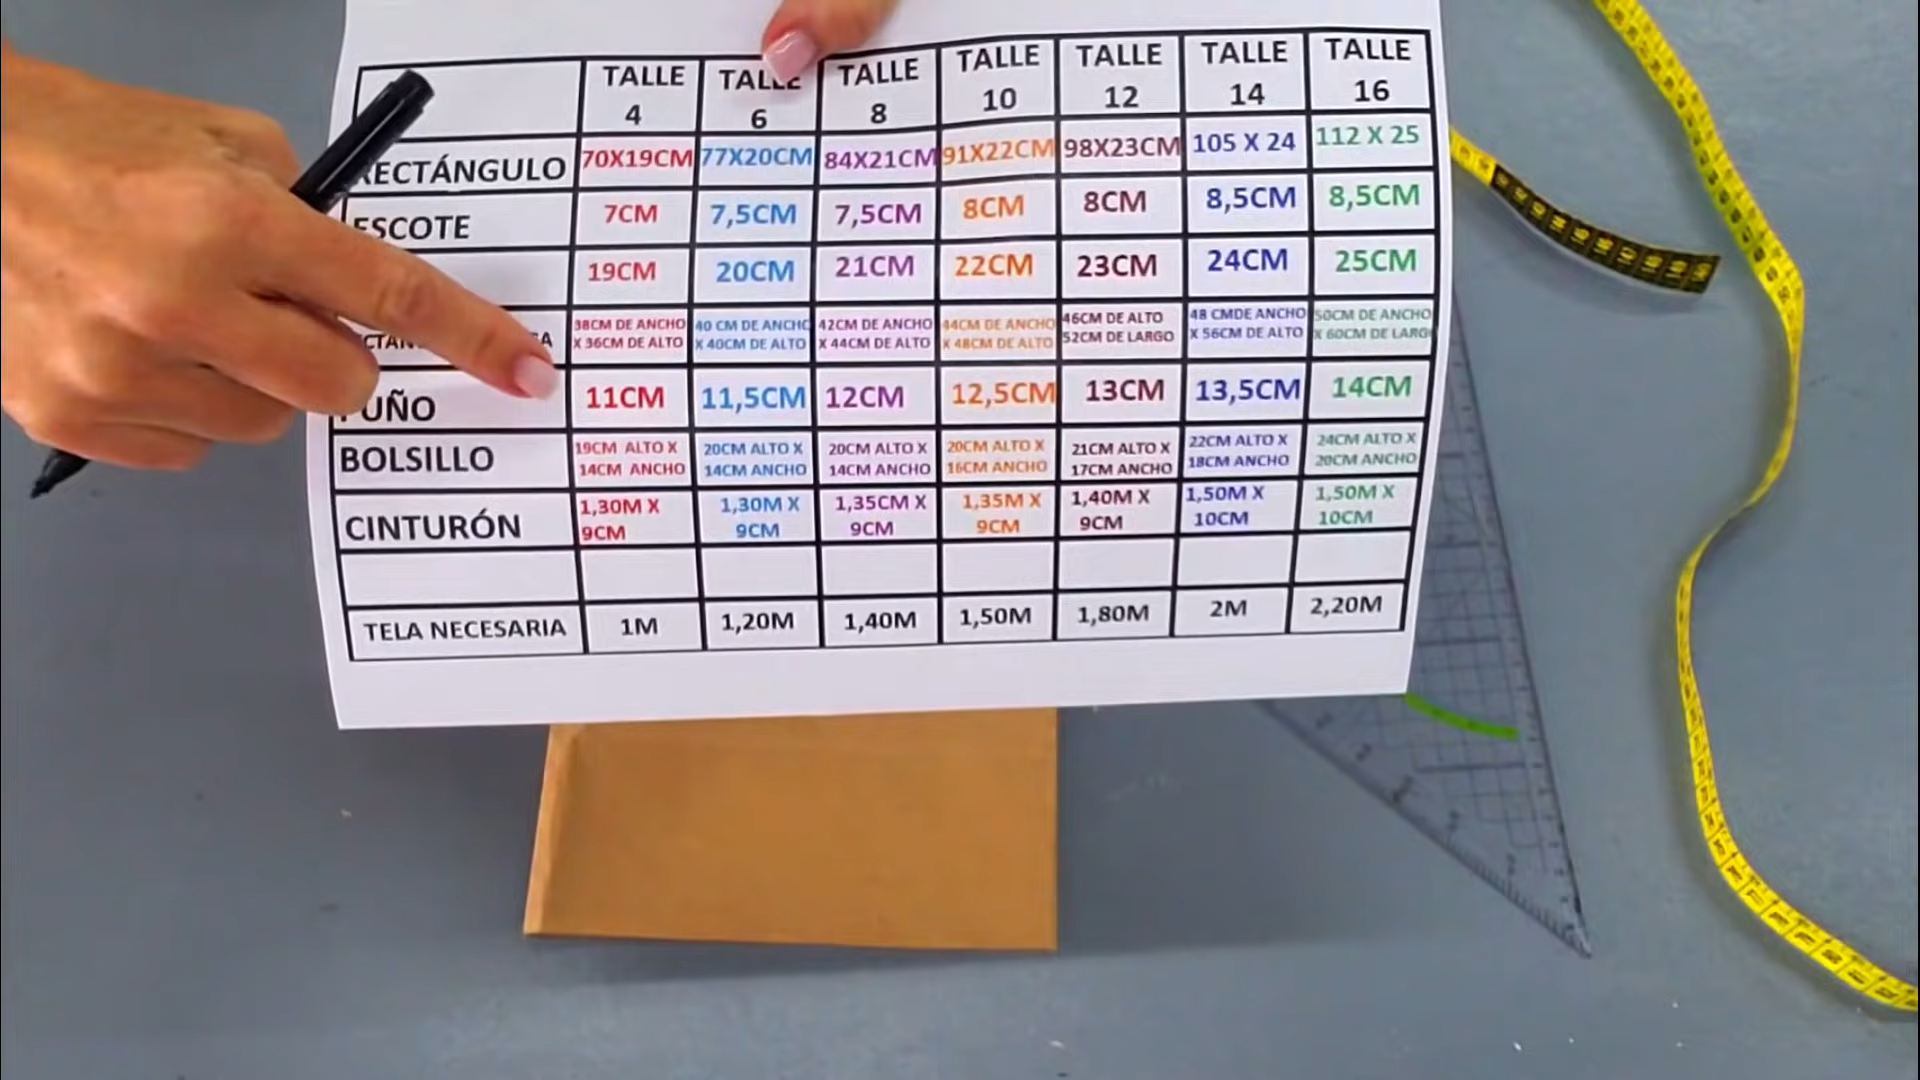 TALLE 4 TALLE 6 TALLE 8 TALLE 10 TALLE 12 TALLE 14 TALLE 16
RECTÁNGULO 70X19CM 77X20CM 84X21CM 91X22CM 98X23CM 105 X 24 112 X 25
ESCOTE 7CM 7,5CM 7,5CM 8CM 8CM 8,5CM 8,5CM
19CM 20CM 21CM 22CM 23CM 24CM 25CM
38CM DE ANCHO 40 CM DE ANCHO 42CM DE ANCHO 44CM DE ANCHO 46CM DE ALTO 48 CMDE ANCHO 50CM DE ANCHO
X 36CM DE ALTO X 40CM DE ALTO X 44CM DE ALTO X 48CM DE ALTO 52CM DE LARGO X 56CM DE ALTO X 60CM DE LARG
PUÑO 11CM 11,5CM 12CM 12,5CM 13CM 13,5CM 14CM
BOLSILLO 19CM ALTO X 14CM ANCHO 20CM ALTO X 14CM ANCHO 20CM ALTO X 14CM ANCHO 20CM ALTO X 16CM ANCHO 21CM ALTO X 17CM ANCHO 22CM ALTO X 18CM ANCHO 24CM ALTO X 20CM ANCHO
CINTURÓN 1,30M X 9CM 1,30M X 9CM 1,35CM X 9CM 1,35M X 9CM 1,40M X 9CM 1,50M X 10CM 1,50M X 10CM
TELA NECESARIA 1M 1,20M 1,40M 1,50M 1,80M 2M 2,20M